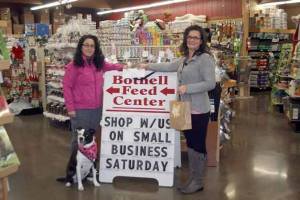 Bothell
Feed
Center
SHOP W/US
ON SMALL
BUSINESS
SATURDAY